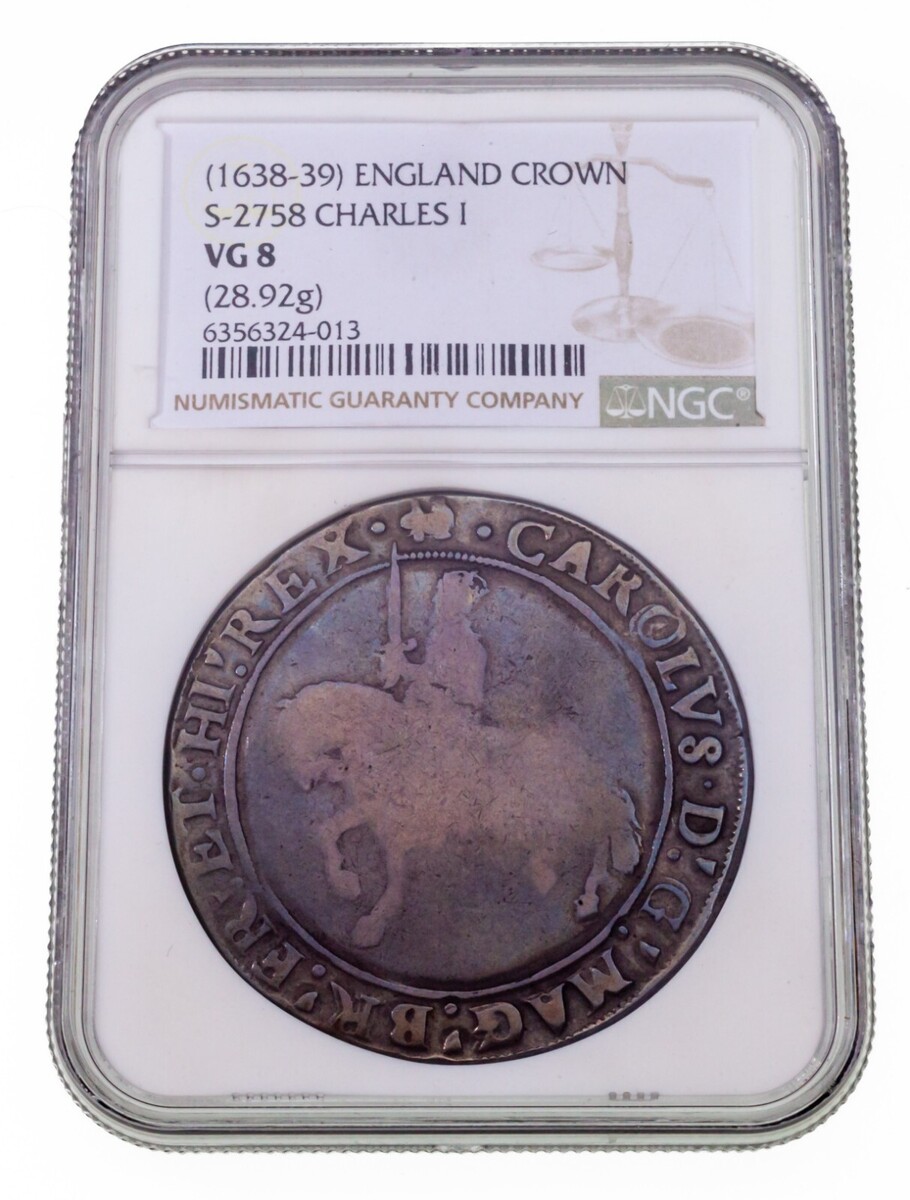 (1638-39) ENGLAND CROWN
S-2758 CHARLES I
VG 8
(28.92g)
6356324-013
NUMISMATIC GUARANTY COMPANY
NGC®
· CAROLVS · D' G' MAG : BR ' FR ' ET · HI ' : REX ·